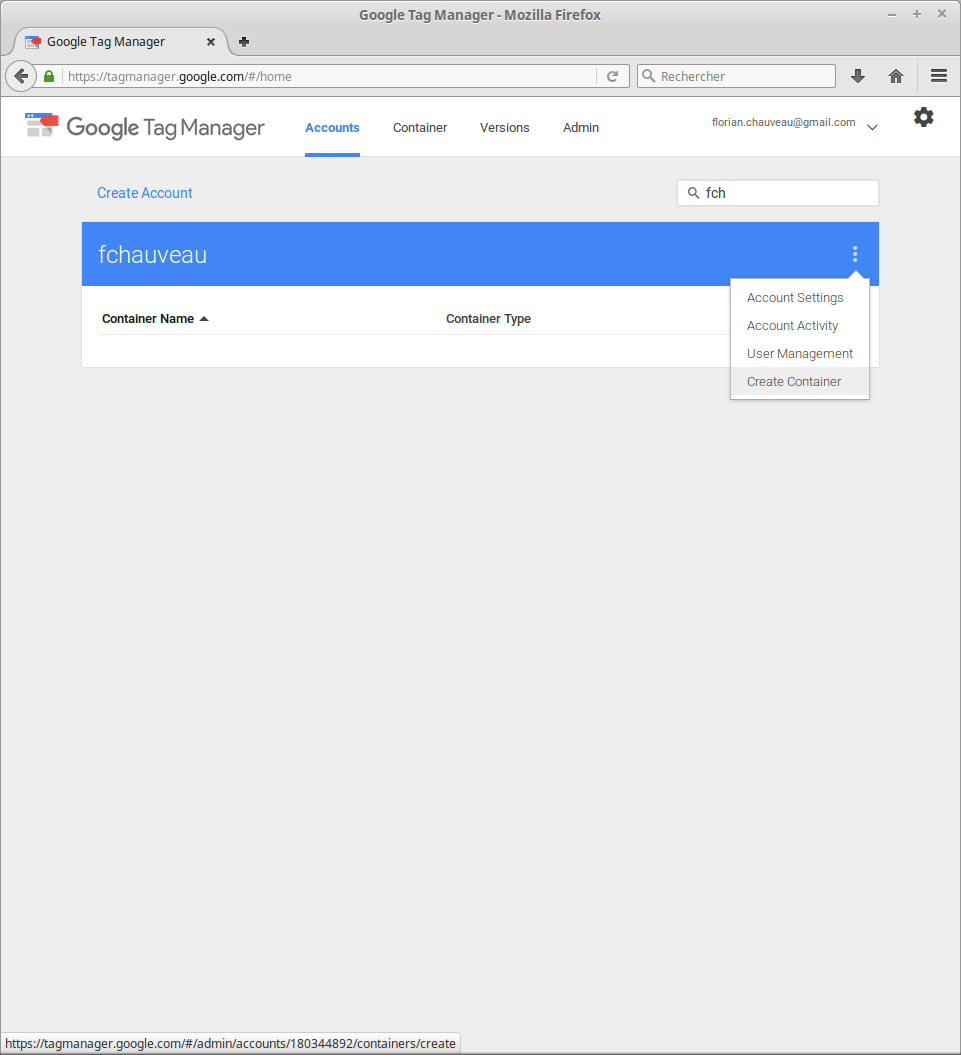 Google Tag Manager - Mozilla Firefox
Google Tag Manager
https://tagmanager.google.com/#/home
Rechercher
Google Tag Manager
Accounts
Container
Versions
Admin
florian.chauveau@gmail.com
Create Account
fch
fchauveau
Container Name
Container Type
Account Settings
Account Activity
User Management
Create Container
https://tagmanager.google.com/#/admin/accounts/180344892/containers/create